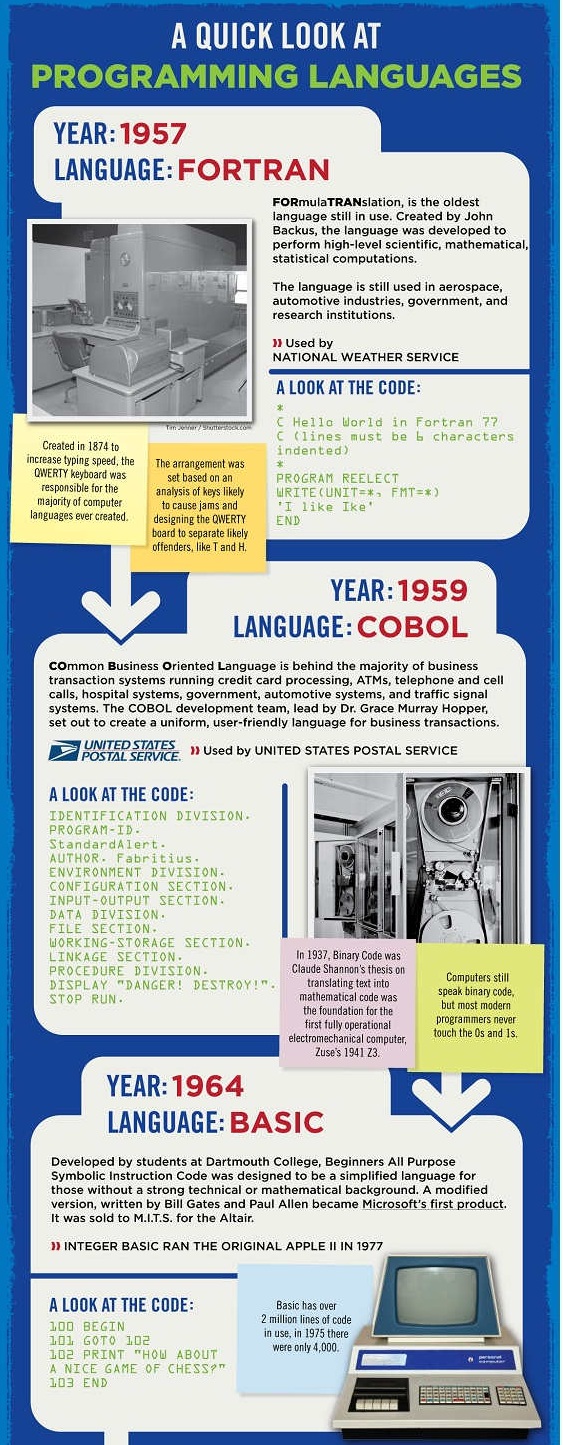 A QUICK LOOK AT
PROGRAMMING LANGUAGES
YEAR: 1957
LANGUAGE: FORTRAN
FORmulaTRANslation, is the oldest
language still in use. Created by John
Backus, the language was developed to
perform high-level scientific, mathematical,
statistical computations.
The language is still used in aerospace,
automotive industries, government, and
research institutions.
» Used by
NATIONAL WEATHER SERVICE
Tim Jenner / Shutterstock.com
A LOOK AT THE CODE:
*
C Hello World in Fortran 77
C (lines must be 6 characters
indented)
*
PROGRAM REELECT
WRITE(UNIT=*, FMT=*)
'I like Ike'
END
Created in 1874 to
increase typing speed, the
QWERTY keyboard was
responsible for the
majority of computer
languages ever created.
The arrangement was
set based on an
analysis of keys likely
to cause jams and
designing the QWERTY
board to separate likely
offenders, like T and H.
YEAR: 1959
LANGUAGE: COBOL
COmmon Business Oriented Language is behind the majority of business
transaction systems running credit card processing, ATMs, telephone and cell
calls, hospital systems, government, automotive systems, and traffic signal
systems. The COBOL development team, lead by Dr. Grace Murray Hopper,
set out to create a uniform, user-friendly language for business transactions.
UNITED STATES
POSTAL SERVICE.
» Used by UNITED STATES POSTAL SERVICE
A LOOK AT THE CODE:
IDENTIFICATION DIVISION.
PROGRAM-ID.
StandardAlert.
AUTHOR. Fabritius.
ENVIRONMENT DIVISION.
CONFIGURATION SECTION.
INPUT-OUTPUT SECTION.
DATA DIVISION.
FILE SECTION.
WORKING-STORAGE SECTION.
LINKAGE SECTION.
PROCEDURE DIVISION.
DISPLAY "DANGER! DESTROY!".
STOP RUN.
In 1937, Binary Code was
Claude Shannon's thesis on
translating text into
mathematical code was
the foundation for the
first fully operational
electromechanical computer,
Zuse's 1941 Z3.
Computers still
speak binary code,
but most modern
programmers never
touch the 0s and 1s.
YEAR: 1964
LANGUAGE: BASIC
Developed by students at Dartmouth College, Beginners All Purpose
Symbolic Instruction Code was designed to be a simplified language for
those without a strong technical or mathematical background. A modified
version, written by Bill Gates and Paul Allen became Microsoft's first product.
It was sold to M.I.T.S. for the Altair.
» INTEGER BASIC RAN THE ORIGINAL APPLE II IN 1977
A LOOK AT THE CODE:
100 BEGIN
101 GOTO 102
102 PRINT "HOW ABOUT
A NICE GAME OF CHESS?"
103 END
Basic has over
2 million lines of code
in use, in 1975 there
were only 4,000.
personal
computer